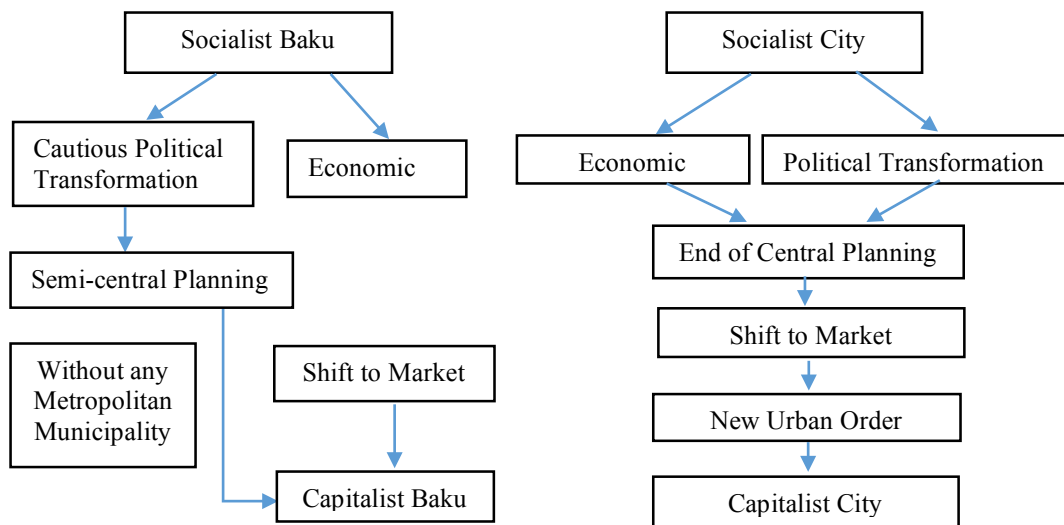 Socialist Baku
Cautious Political
Transformation
Economic
Semi-central Planning
Without any
Metropolitan
Municipality
Shift to Market
Capitalist Baku
Socialist City
Economic
Political Transformation
End of Central Planning
Shift to Market
New Urban Order
Capitalist City